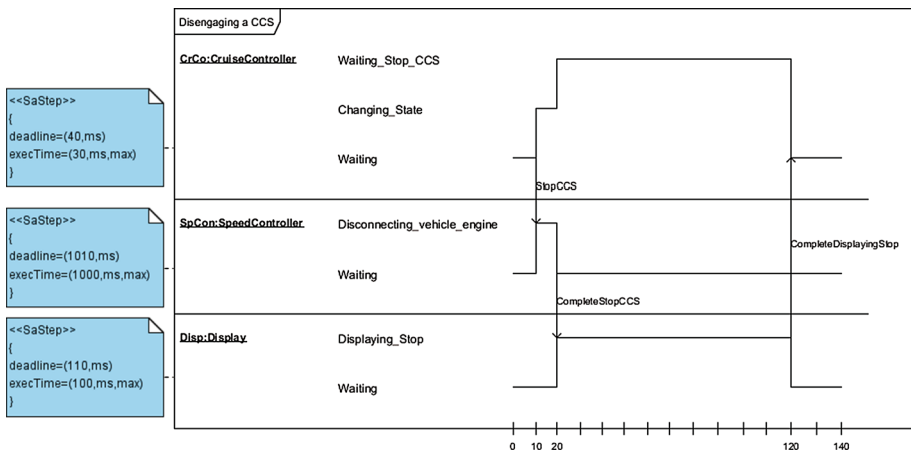 Disengaging a CCS
CrCo:CruiseController
Waiting_Stop_CCS
Changing_State
Waiting
<<SaStep>>
{
deadline=(40,ms)
execTime=(30,ms,max)
}
StopCCS
SpCon:SpeedController
Disconnecting_vehicle_engine
Waiting
<<SaStep>>
{
deadline=(1010,ms)
execTime=(1000,ms,max)
}
CompleteDisplayingStop
CompleteStopCCS
Disp:Display
Displaying_Stop
Waiting
<<SaStep>>
{
deadline=(110,ms)
execTime=(100,ms,max)
}
0 10 20 120 140